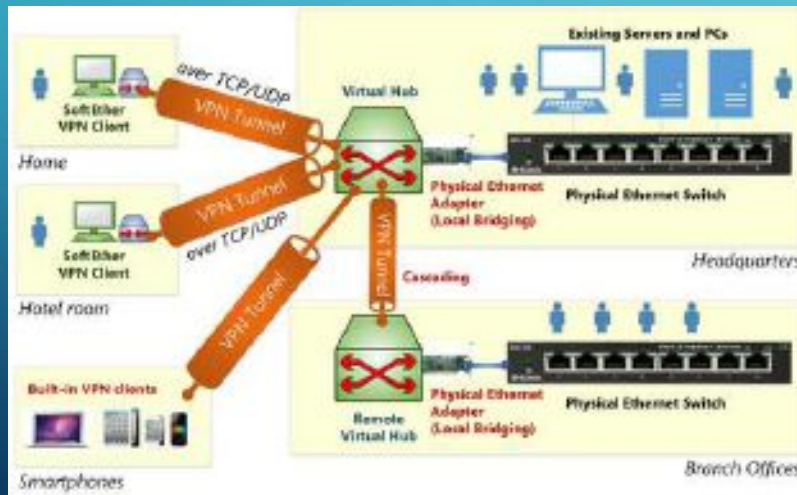 SoftEther
VPN Client
Home
over TCP/UDP
VPN Tunnel
Virtual Hub
Existing Servers and PCs
Physical Ethernet
Adapter
(Local Bridging)
Physical Ethernet Switch
Headquarters
SoftEther
VPN Client
Hotel room
VPN Tunnel
over TCP/UDP
VPN Tunnel
VPN Tunnel
Cascading
Built-in VPN clients
Smartphones
Remote
Virtual Hub
Physical Ethernet
Adapter
(Local Bridging)
Physical Ethernet Switch
Branch Offices